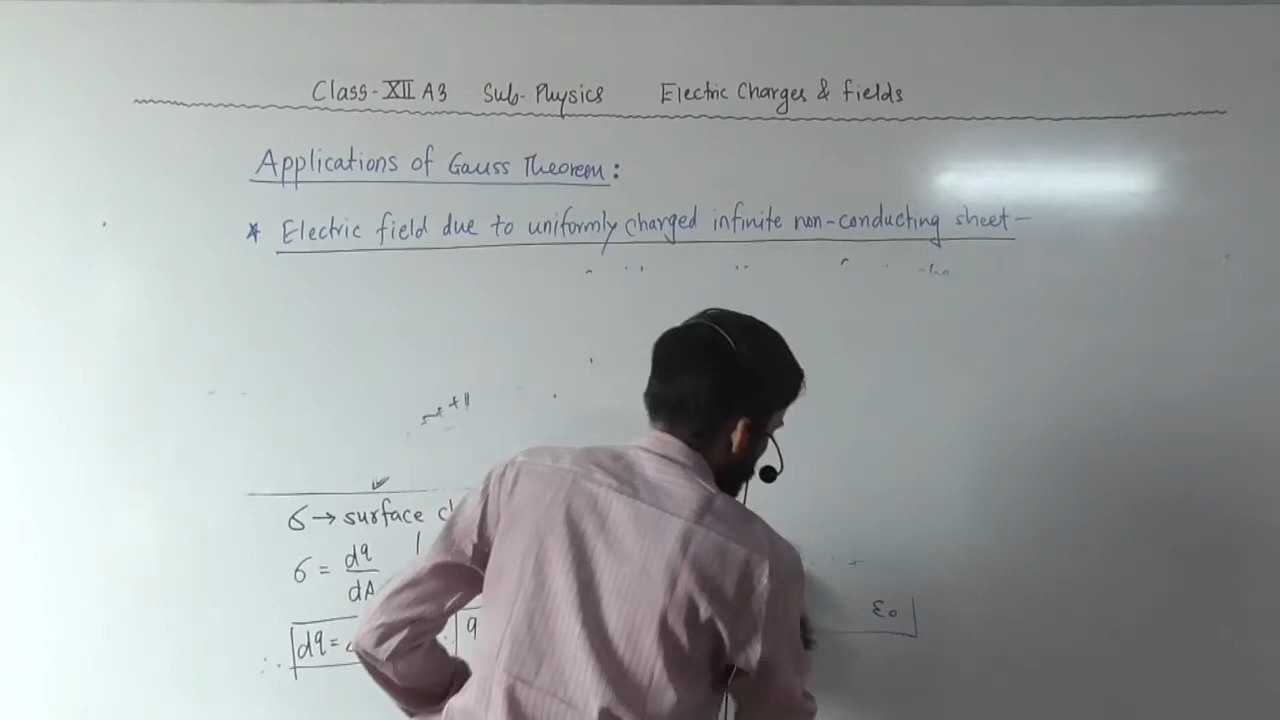 Class-XII A3 Sub-Physics Electric Charges & fields
Applications of Gauss Theorem:
* Electric field due to uniformly charged infinite non-conducting sheet-
σ → surface
σ = dq/dA
∴ dq=
q
ε₀